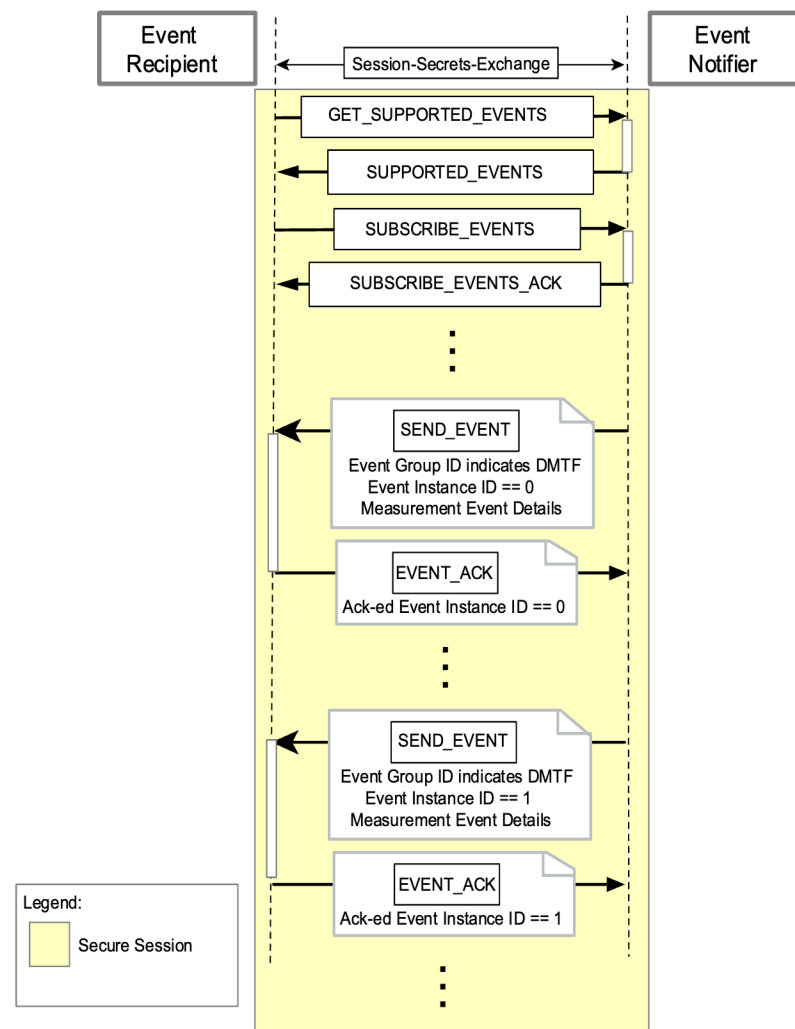 Event
Recipient
Session-Secrets-Exchange
Event
Notifier
GET_SUPPORTED_EVENTS
SUPPORTED_EVENTS
SUBSCRIBE_EVENTS
SUBSCRIBE_EVENTS_ACK
SEND_EVENT
Event Group ID indicates DMTF
Event Instance ID == 0
Measurement Event Details
EVENT_ACK
Ack-ed Event Instance ID == 0
SEND_EVENT
Event Group ID indicates DMTF
Event Instance ID == 1
Measurement Event Details
EVENT_ACK
Ack-ed Event Instance ID == 1
Legend:
Secure Session